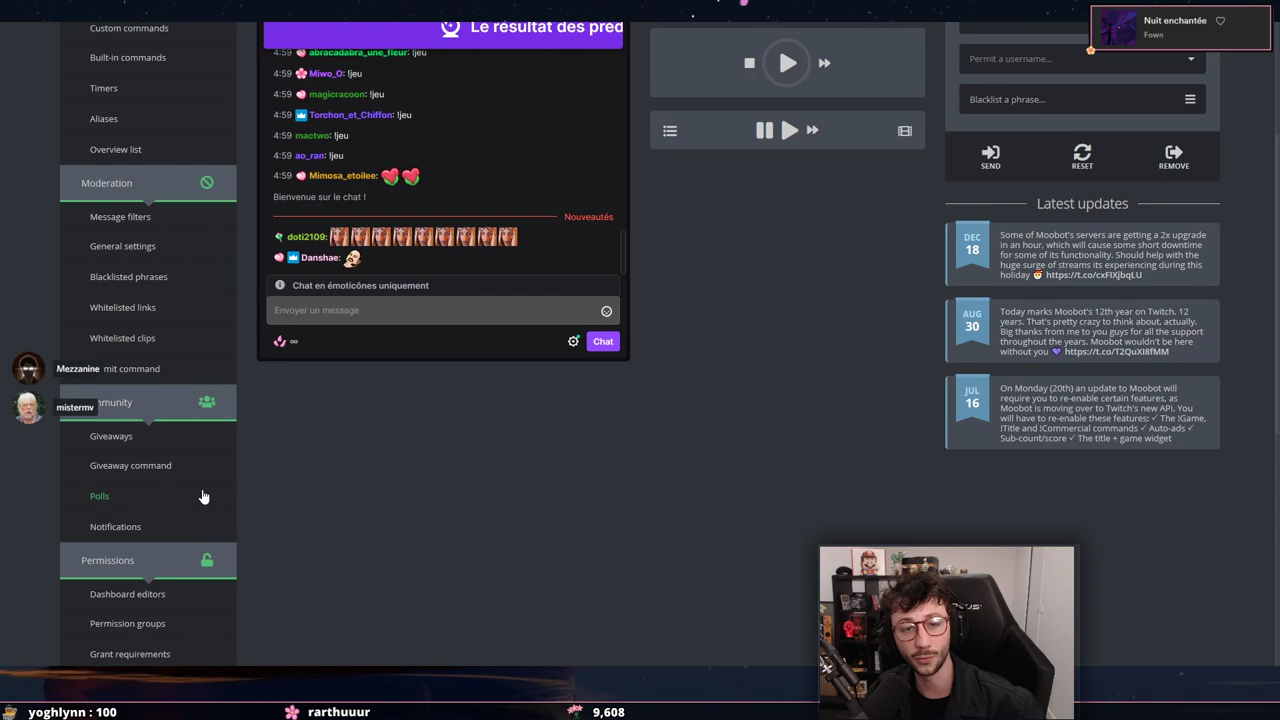 Custom commands
Built-in commands
Timers
Aliases
Overview list
Moderation
Message filters
General settings
Blacklisted phrases
Whitelisted links
Whitelisted clips
Mezzanine
mit command
mistermv
mmunity
Giveaways
Giveaway command
Polls
Notifications
Permissions
Dashboard editors
Permission groups
Grant requirements
Le résultat des préd
4:59 abracadabra_une_fleur: !jeu
4:59 Miwo_O: !jeu
4:59 magicracoon: !jeu
4:59 Torchon_et_Chiffon: !jeu
4:59 mactwo: !jeu
4:59 ao_ran: !jeu
4:59 Mimosa_etoilee:
Bienvenue sur le chat !
Nouveautés
doti2109:
Danshae:
Chat en émoticônes uniquement
Envoyer un message
∞
Chat
Nuit enchantée
Fown
Permit a username...
Blacklist a phrase...
SEND
RESET
REMOVE
Latest updates
DEC
18
Some of Moobot's servers are getting a 2x upgrade
in an hour, which will cause some short downtime
for some of its functionality. Should help with the
huge surge of streams its experiencing during this
holiday https://t.co/cxFIXjbqLU
AUG
30
Today marks Moobot's 12th year on Twitch. 12
years. That's pretty crazy to think about, actually.
Big thanks from me to you guys for all the support
throughout the years. Moobot wouldn't be here
without you 💜 https://t.co/T2QuXI8fMM
JUL
16
On Monday (20th) an update to Moobot will
require you to re-enable certain features, as
Moobot is moving over to Twitch's new API. You
will have to re-enable these features: ✓ The !Game,
!Title and !Commercial commands ✓ Auto-ads ✓
Sub-count/score ✓ The title + game widget
yoghlynn : 100
rarthuuur
9,608